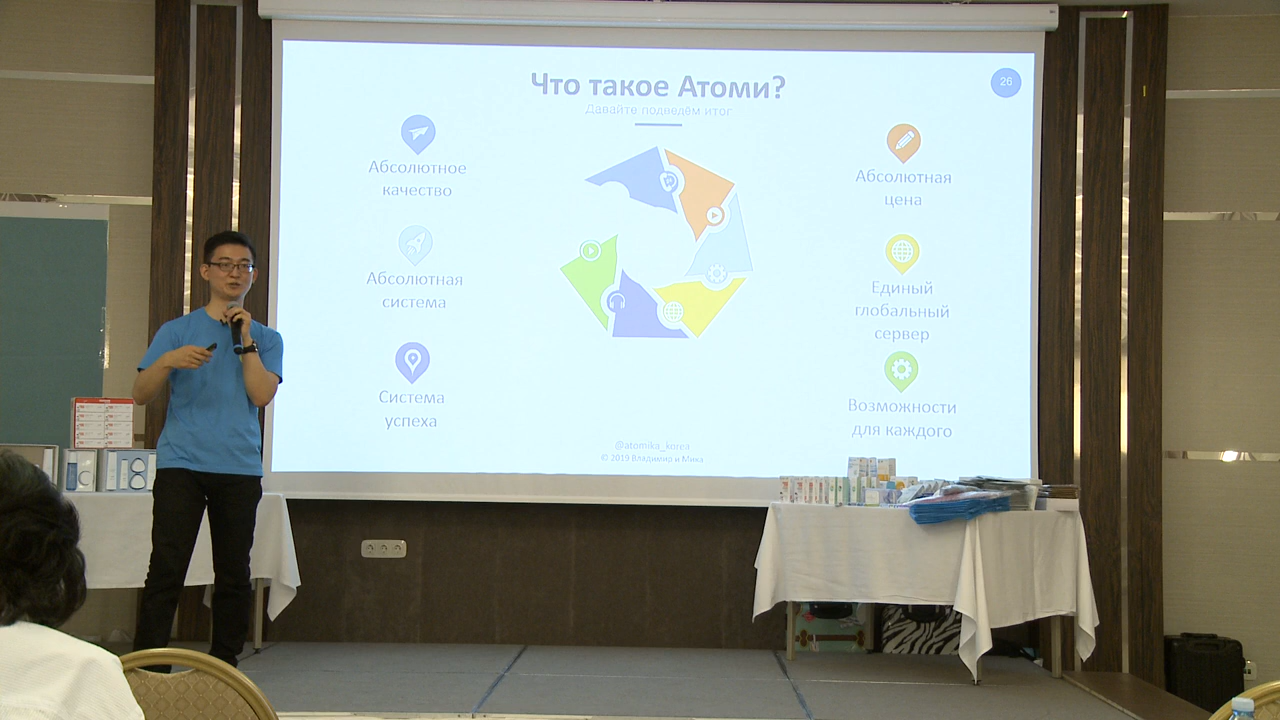 Что такое Атоми?
26
Давайте подведём итог
Абсолютное
качество
Абсолютная
система
Система
успеха
Абсолютная
цена
Единый
глобальный
сервер
Возможности
для каждого
@atomika_korea
© 2019 Владимир и Мика